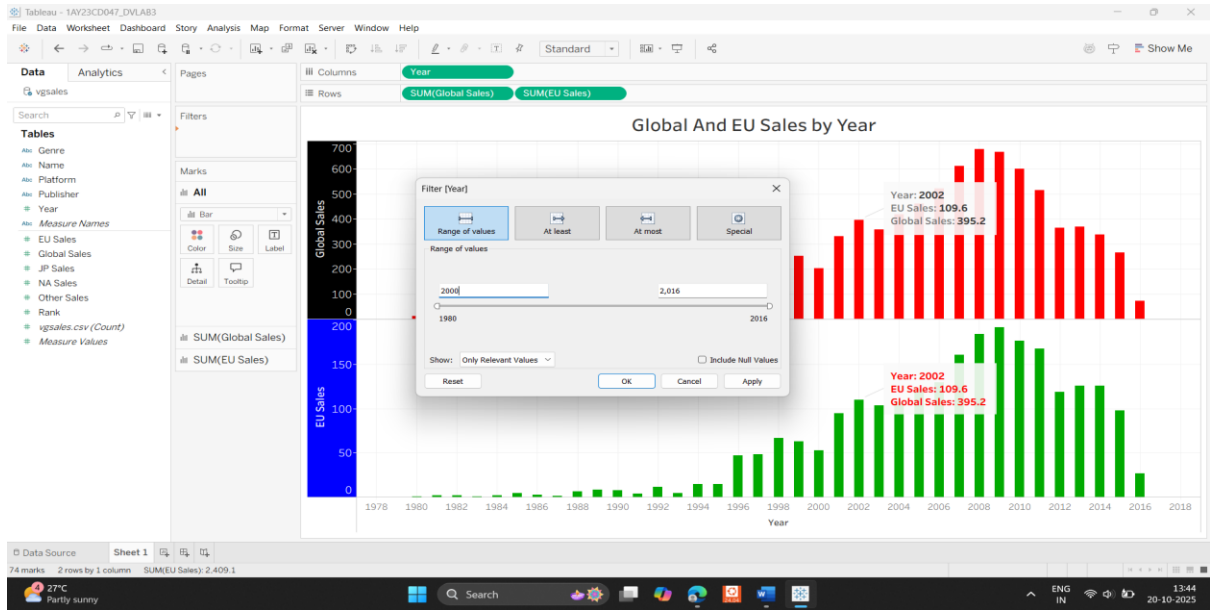 Tableau - 1AY23CD047_DVLAB3
File Data Worksheet Dashboard Story Analysis Map Format Server Window Help
Standard
Show Me
Data Analytics
vgsales
Search
Tables
Abc Genre
Abc Name
Abc Platform
Abc Publisher
# Year
Abc Measure Names
# EU Sales
# Global Sales
# JP Sales
# NA Sales
# Other Sales
# Rank
# vgsales.csv (Count)
# Measure Values
Pages
Filters
Marks
All
Bar
Color Size Label
Detail Tooltip
SUM(Global Sales)
SUM(EU Sales)
Columns Year
Rows SUM(Global Sales) SUM(EU Sales)
Global And EU Sales by Year
Global Sales
700
600
500
400
300
200
100
0
EU Sales
200
150
100
50
0
Filter [Year]
Range of values At least At most Special
Range of values
2000 2,016
1980 2016
Show: Only Relevant Values Include Null Values
Reset OK Cancel Apply
Year: 2002
EU Sales: 109.6
Global Sales: 395.2
Year: 2002
EU Sales: 109.6
Global Sales: 395.2
1978 1980 1982 1984 1986 1988 1990 1992 1994 1996 1998 2000 2002 2004 2006 2008 2010 2012 2014 2016 2018
Year
Data Source Sheet 1
74 marks 2 rows by 1 column SUM(EU Sales): 2,409.1
4
27°C
Partly sunny
Search
ENG
IN
13:44
20-10-2025